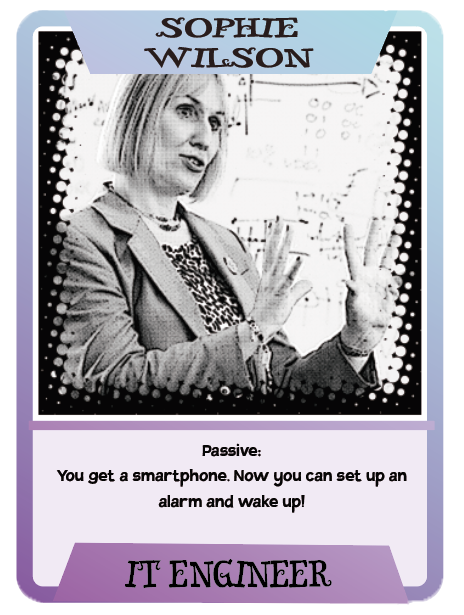 SOPHIE
WILSON
Passive:
You get a smartphone. Now you can set up an
alarm and wake up!
IT ENGINEER